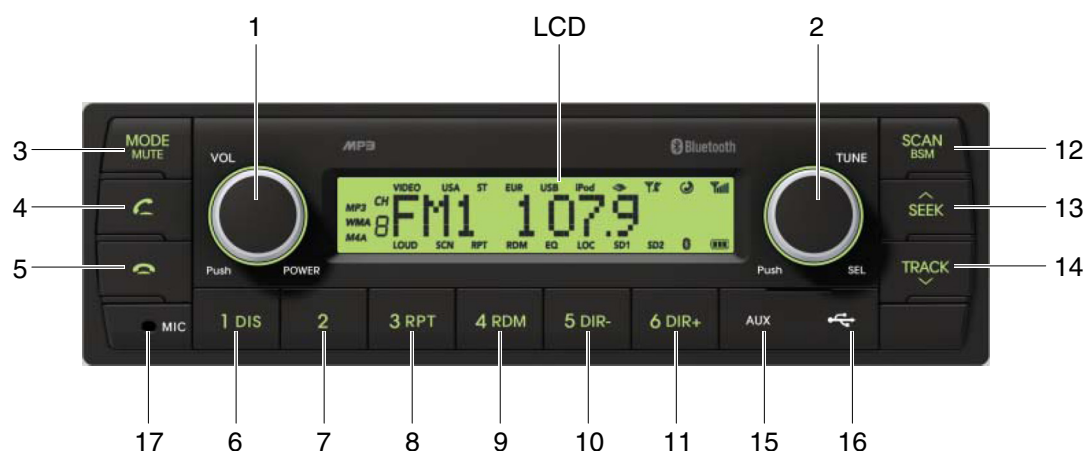 1 LCD 2
3 MODE MUTE
VOL
MP3
Bluetooth
TUNE
SCAN BSM 12
4
VIDEO USA ST EUR USB iPod
MP3 CH
WMA 8 FM1 107.9
M4A
LOUD SCN RPT RDM EQ LOC SD1 SD2
SEEK 13
5
Push POWER
Push SEL
TRACK 14
MIC
1 DIS
2
3 RPT
4 RDM
5 DIR-
6 DIR+
AUX
17 6 7 8 9 10 11 15 16